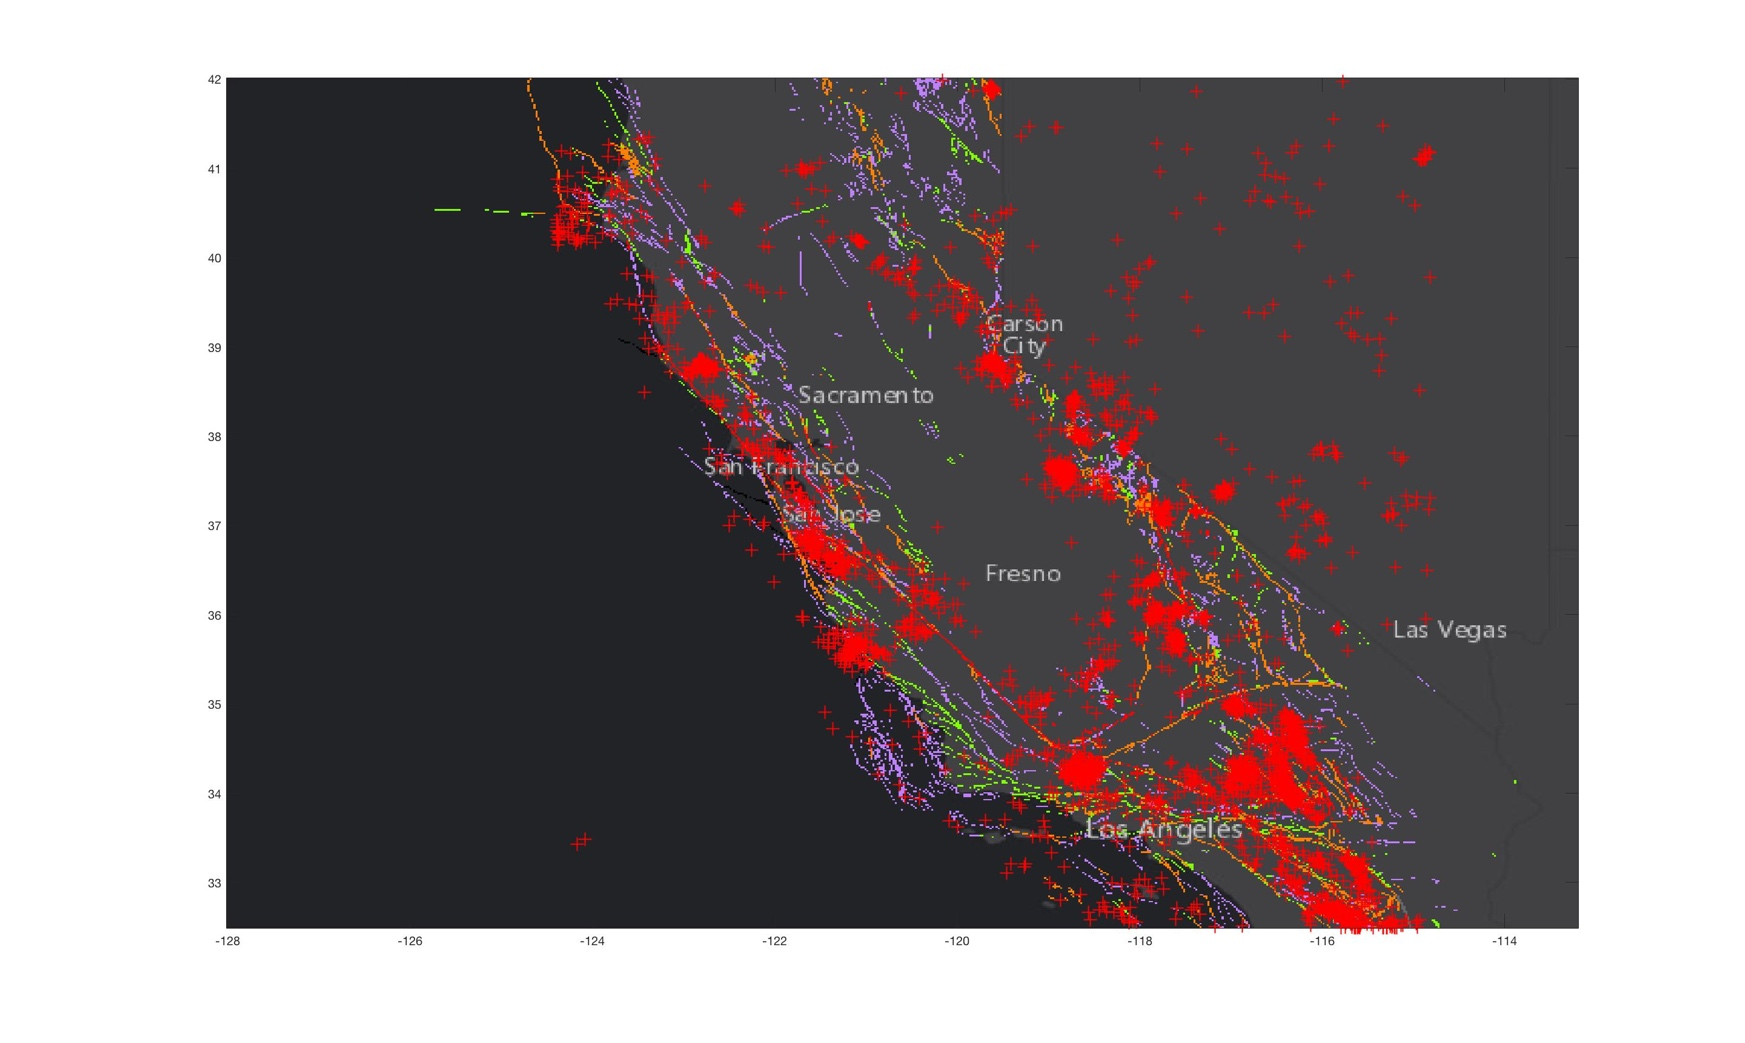 42
41
40
39
38
37
36
35
34
33
Carson
City
Sacramento
San Francisco
San Jose
Fresno
Las Vegas
Los Angeles
-128
-126
-124
-122
-120
-118
-116
-114